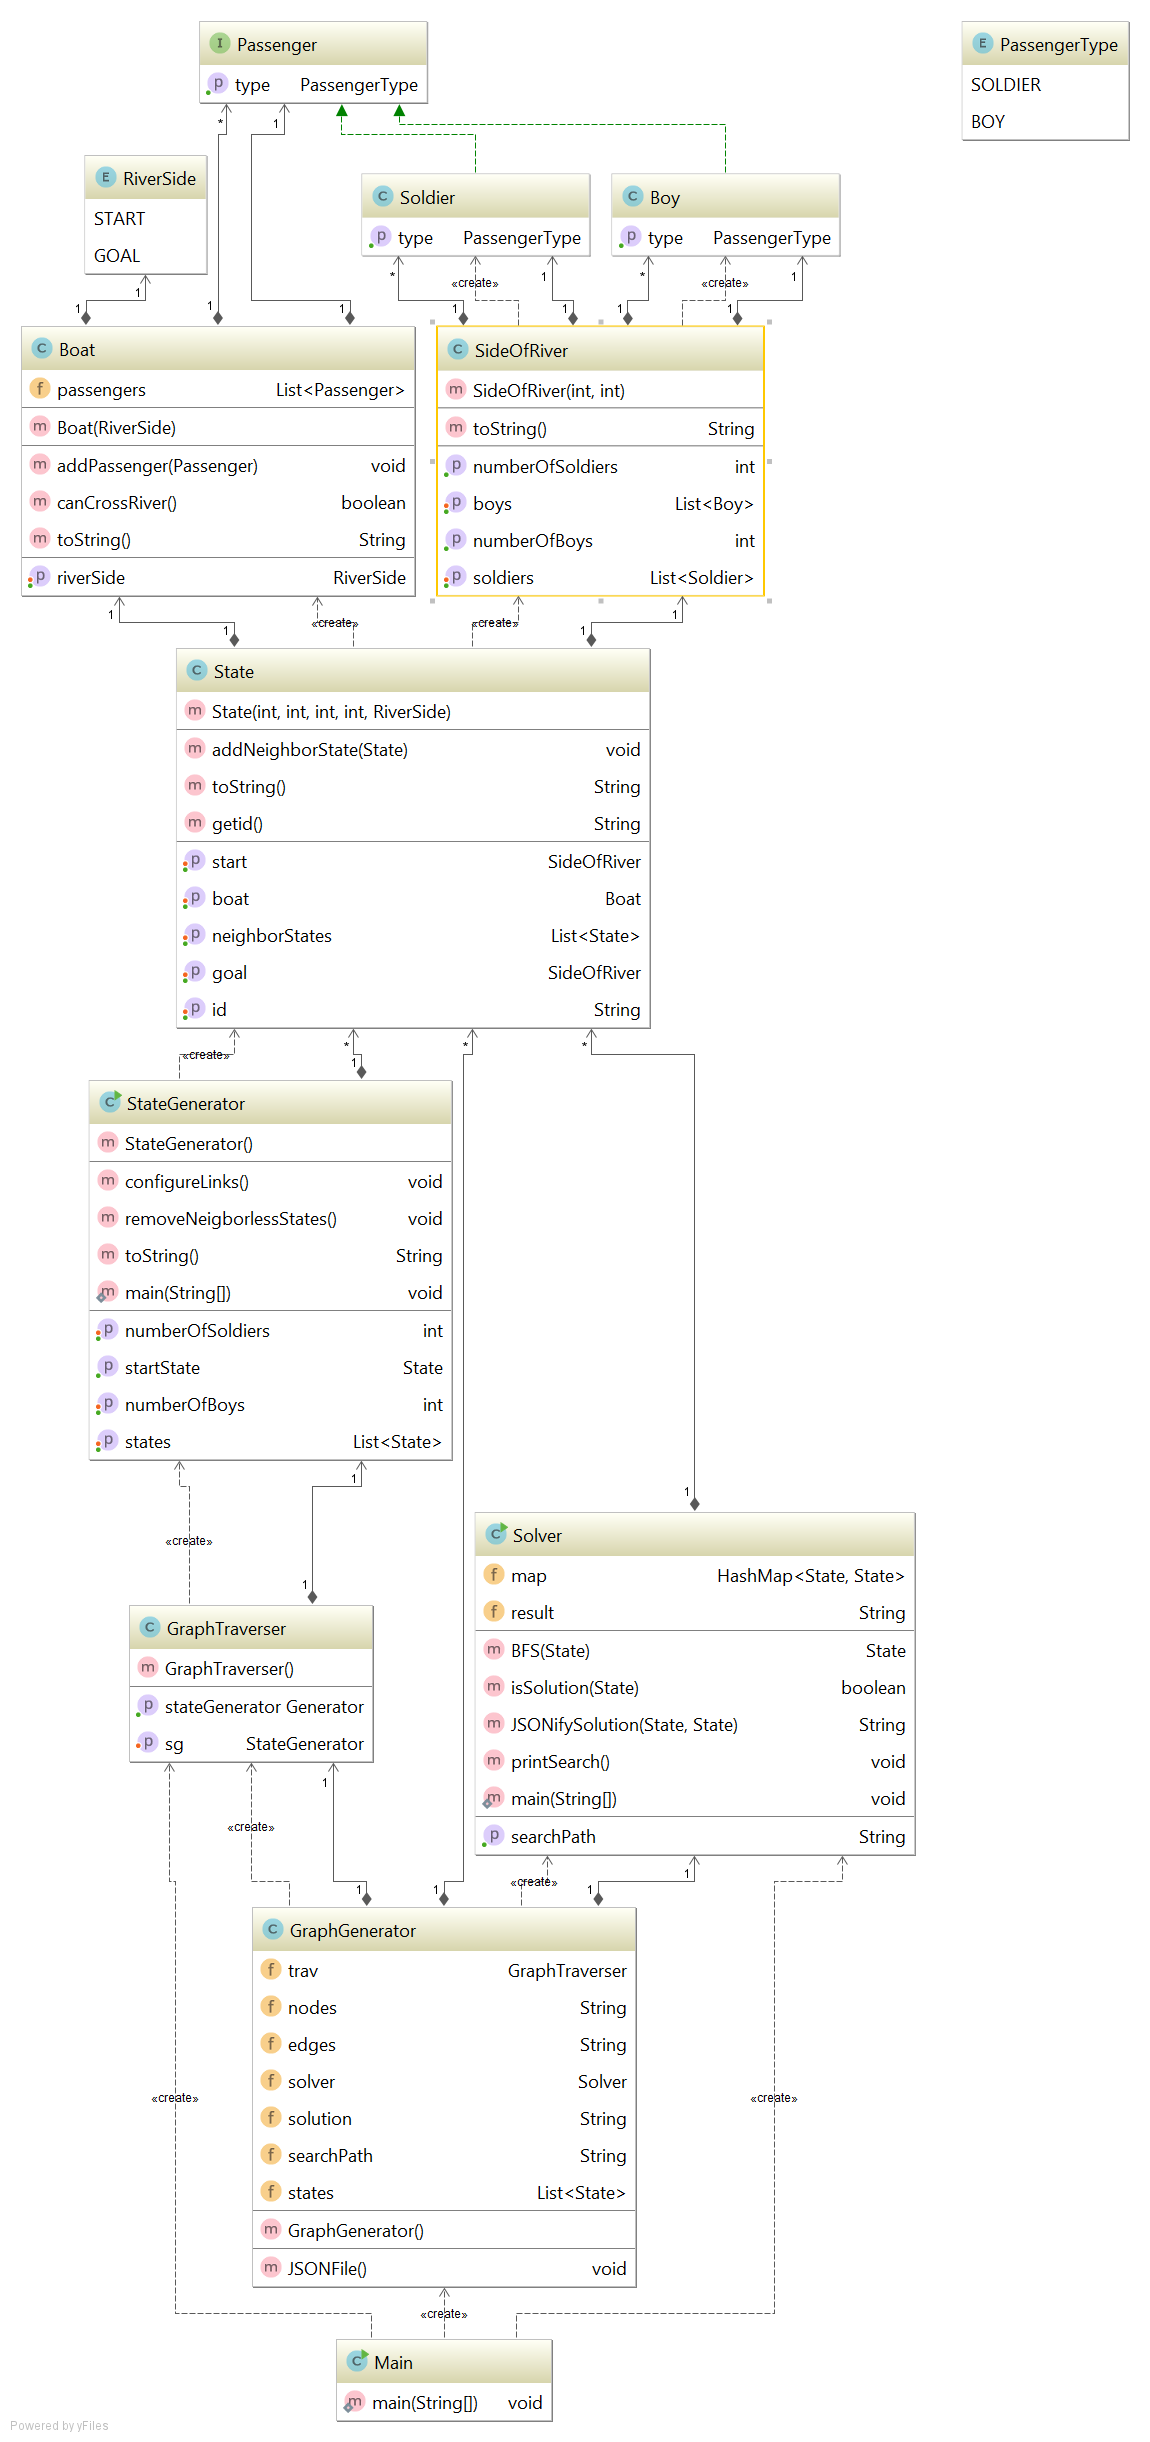 I Passenger
p type PassengerType
E PassengerType
SOLDIER
BOY
* 1
E RiverSide
START
GOAL
C Soldier
p type PassengerType
C Boy
p type PassengerType
1 * «create» 1 * «create» 1
1 1 1 1 1 1 1
C Boat
f passengers List<Passenger>
m Boat(RiverSide)
m addPassenger(Passenger) void
m canCrossRiver() boolean
m toString() String
p riverSide RiverSide
C SideOfRiver
m SideOfRiver(int, int)
m toString() String
p numberOfSoldiers int
p boys List<Boy>
p numberOfBoys int
p soldiers List<Soldier>
1 «create» «create» 1
1 1
C State
m State(int, int, int, int, RiverSide)
m addNeighborState(State) void
m toString() String
m getid() String
p start SideOfRiver
p boat Boat
p neighborStates List<State>
p goal SideOfRiver
p id String
«create» * * *
1
C StateGenerator
m StateGenerator()
m configureLinks() void
m removeNeigborlessStates() void
m toString() String
m main(String[]) void
p numberOfSoldiers int
p startState State
p numberOfBoys int
p states List<State>
1
«create»
1
1
C Solver
f map HashMap<State, State>
f result String
m BFS(State) State
m isSolution(State) boolean
m JSONifySolution(State, State) String
m printSearch() void
m main(String[]) void
p searchPath String
C GraphTraverser
m GraphTraverser()
p stateGenerator Generator
p sg StateGenerator
1
«create»
«create» 1
1 1 1
C GraphGenerator
f trav GraphTraverser
f nodes String
f edges String
f solver Solver
f solution String
f searchPath String
f states List<State>
m GraphGenerator()
m JSONFile() void
«create» «create»
«create»
C Main
m main(String[]) void
Powered by yFiles